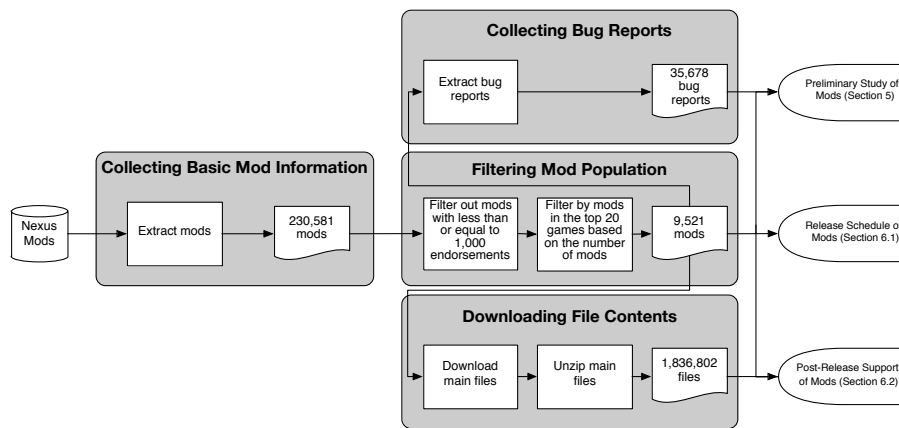 Collecting Bug Reports
Extract bug
reports
35,678
bug
reports
Preliminary Study of
Mods (Section 5)
Collecting Basic Mod Information
Nexus
Mods
Extract mods
230,581
mods
Filtering Mod Population
Filter out mods
with less than
or equal to
1,000
endorsements
Filter by mods
in the top 20
games based
on the number
of mods
9,521
mods
Release Schedule of
Mods (Section 6.1)
Downloading File Contents
Download
main files
Unzip main
files
1,836,802
files
Post-Release Support
of Mods (Section 6.2)